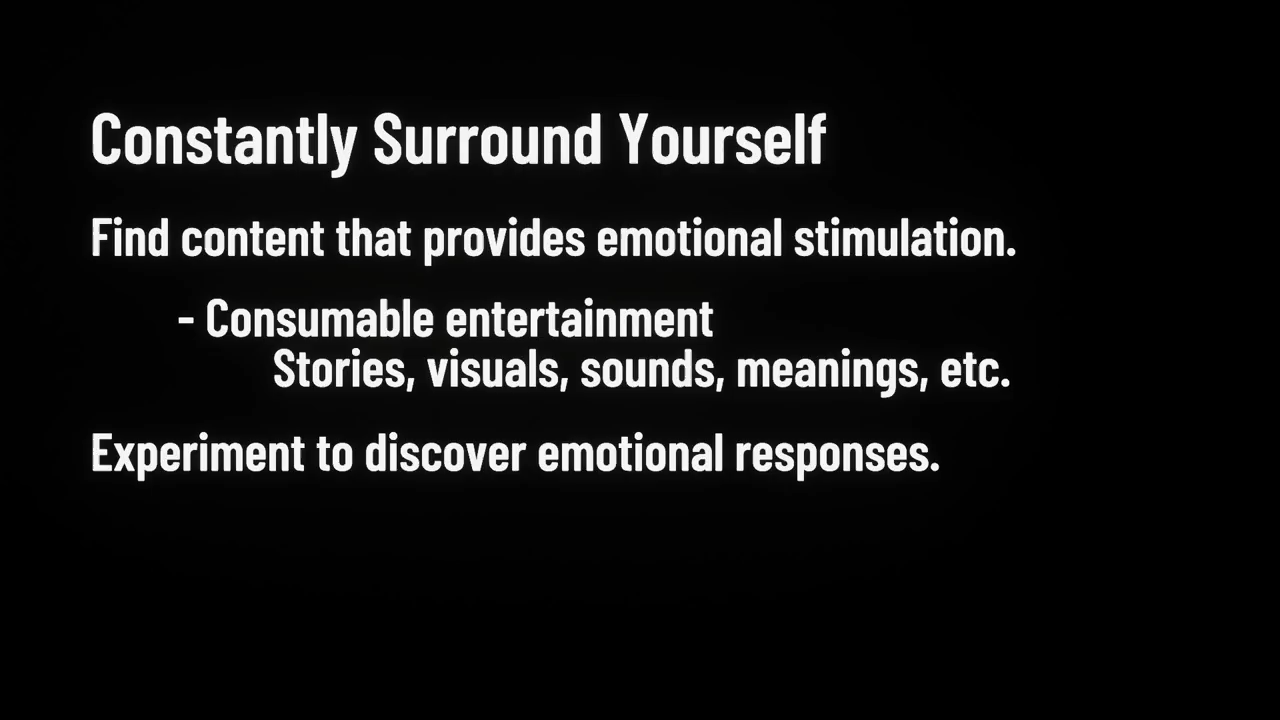 Constantly Surround Yourself
Find content that provides emotional stimulation.
- Consumable entertainment
Stories, visuals, sounds, meanings, etc.
Experiment to discover emotional responses.